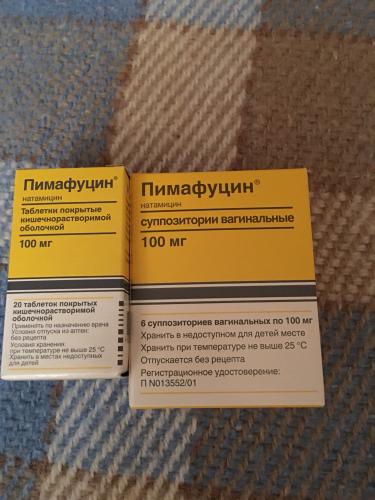 Пимафуцин®
натамицин
Таблетки покрытые
кишечнорастворимой
оболочкой
100 мг
20 таблеток покрытых
кишечнорастворимой
оболочкой
Применять по назначению врача
Условия отпуска из аптек:
без рецепта
Условия хранения:
при температуре не выше 25 °C
Хранить в местах недоступных
для детей
Пимафуцин®
натамицин
суппозитории вагинальные
100 мг
6 суппозиториев вагинальных по 100 мг
Хранить в недоступном для детей месте
Хранить при температуре не выше 25 °C
Отпускается без рецепта
Регистрационное удостоверение:
П N013552/01